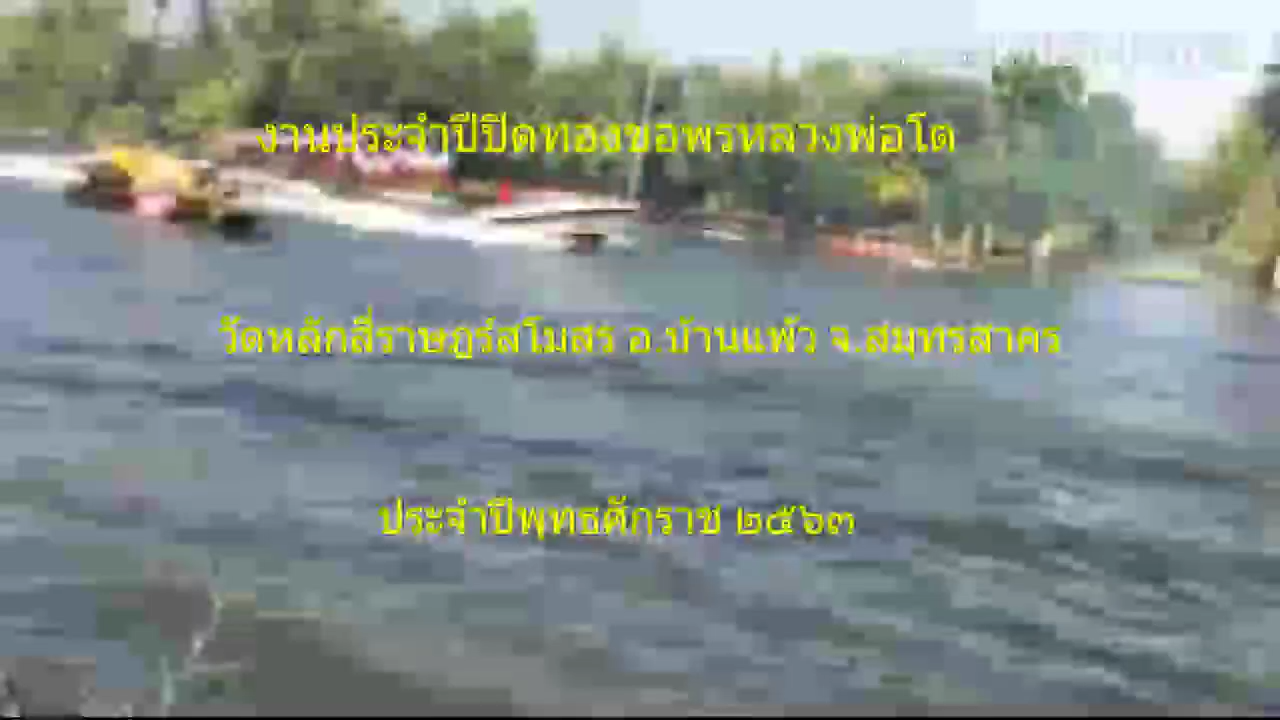 งานประจำปีปิดทองขอพรหลวงพ่อโต
วัดหลักสี่ราษฎร์สโมสร อ.บ้านแพ้ว จ.สมุทรสาคร
ประจำปีพุทธศักราช ๒๕๖๓